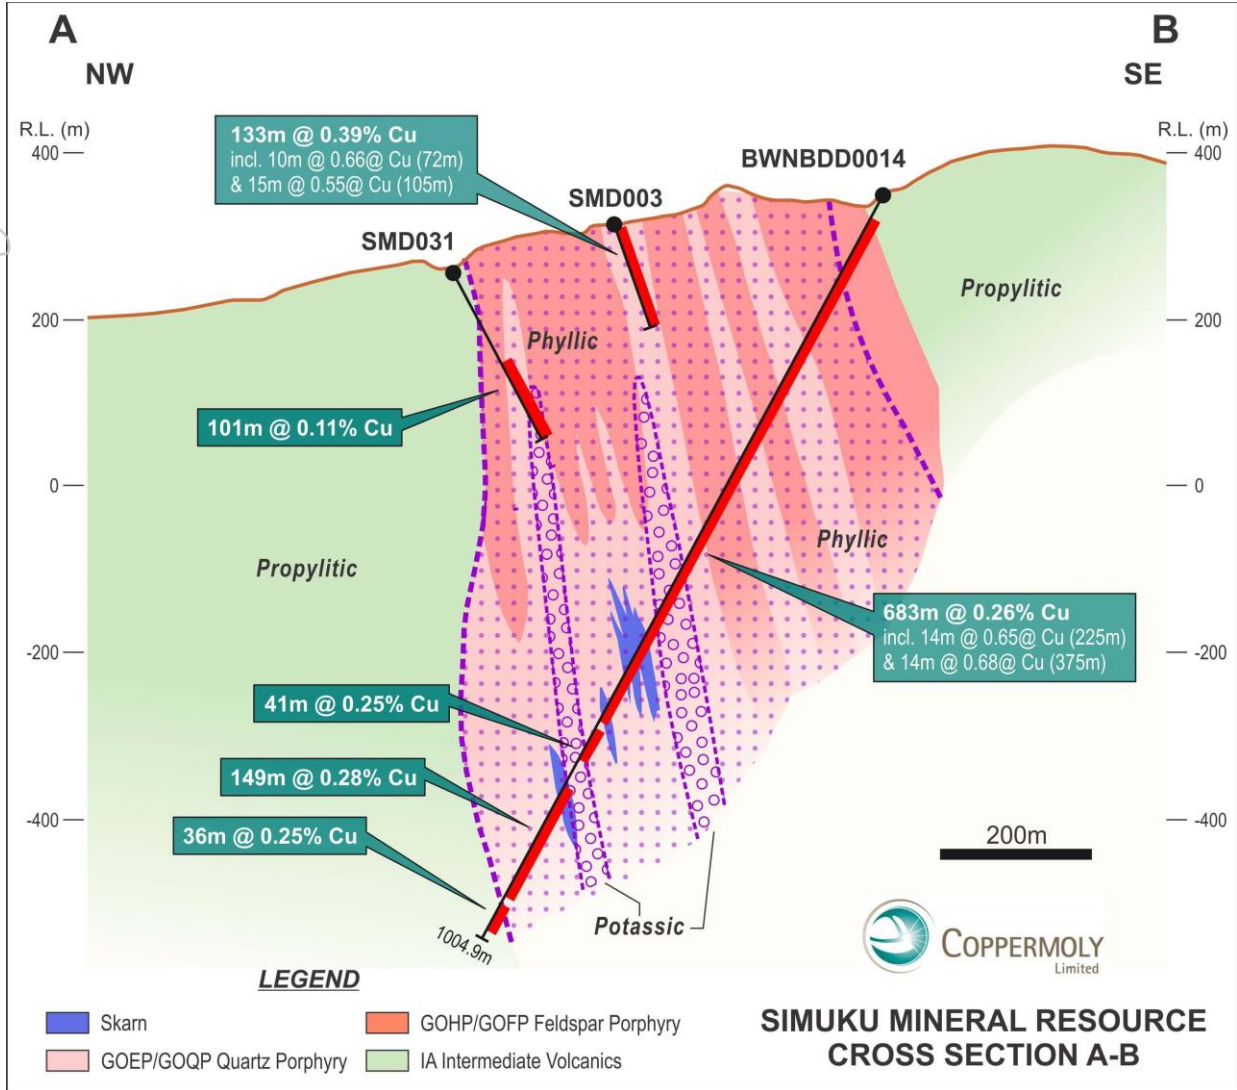 A
B
NW
SE
R.L. (m)
R.L. (m)
400
400
133m @ 0.39% Cu
incl. 10m @ 0.66@ Cu (72m)
& 15m @ 0.55@ Cu (105m)
BWNBDD0014
SMD003
SMD031
Propylitic
200
200
Phyllic
101m @ 0.11% Cu
0
0
Phyllic
Propylitic
683m @ 0.26% Cu
incl. 14m @ 0.65@ Cu (225m)
& 14m @ 0.68@ Cu (375m)
-200
-200
41m @ 0.25% Cu
149m @ 0.28% Cu
-400
-400
36m @ 0.25% Cu
200m
Potassic
1004.9m
COPPERMOLY
Limited
LEGEND
Skarn
GOHP/GOFP Feldspar Porphyry
GOEP/GOQP Quartz Porphyry
IA Intermediate Volcanics
SIMUKU MINERAL RESOURCE
CROSS SECTION A-B